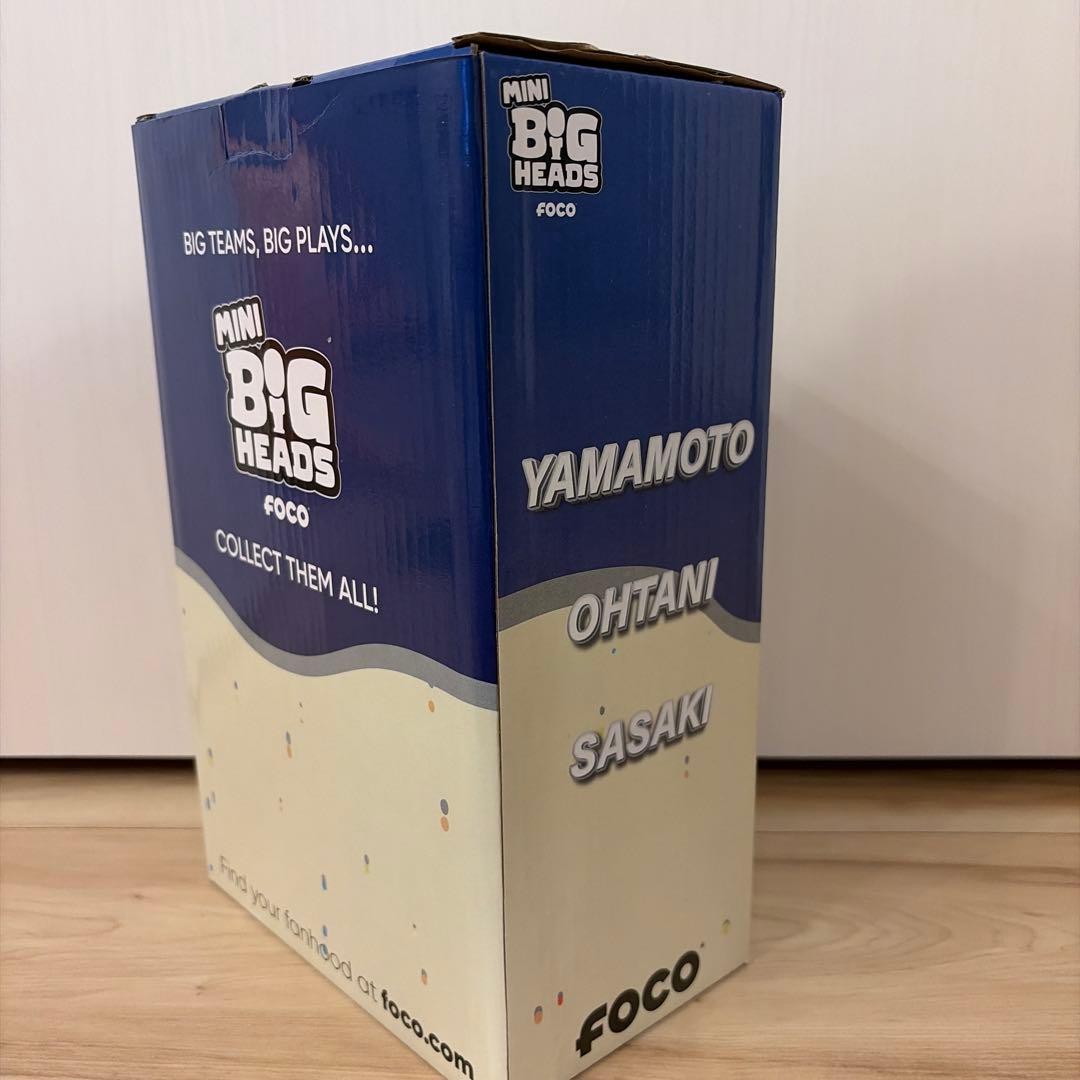 BIG TEAMS, BIG PLAYS...
MINI
BIG
HEADS
FOCO
COLLECT THEM ALL!
Find your fanhood at foco.com
MINI
BIG
HEADS
FOCO
YAMAMOTO
OHTANI
SASAKI
FOCO